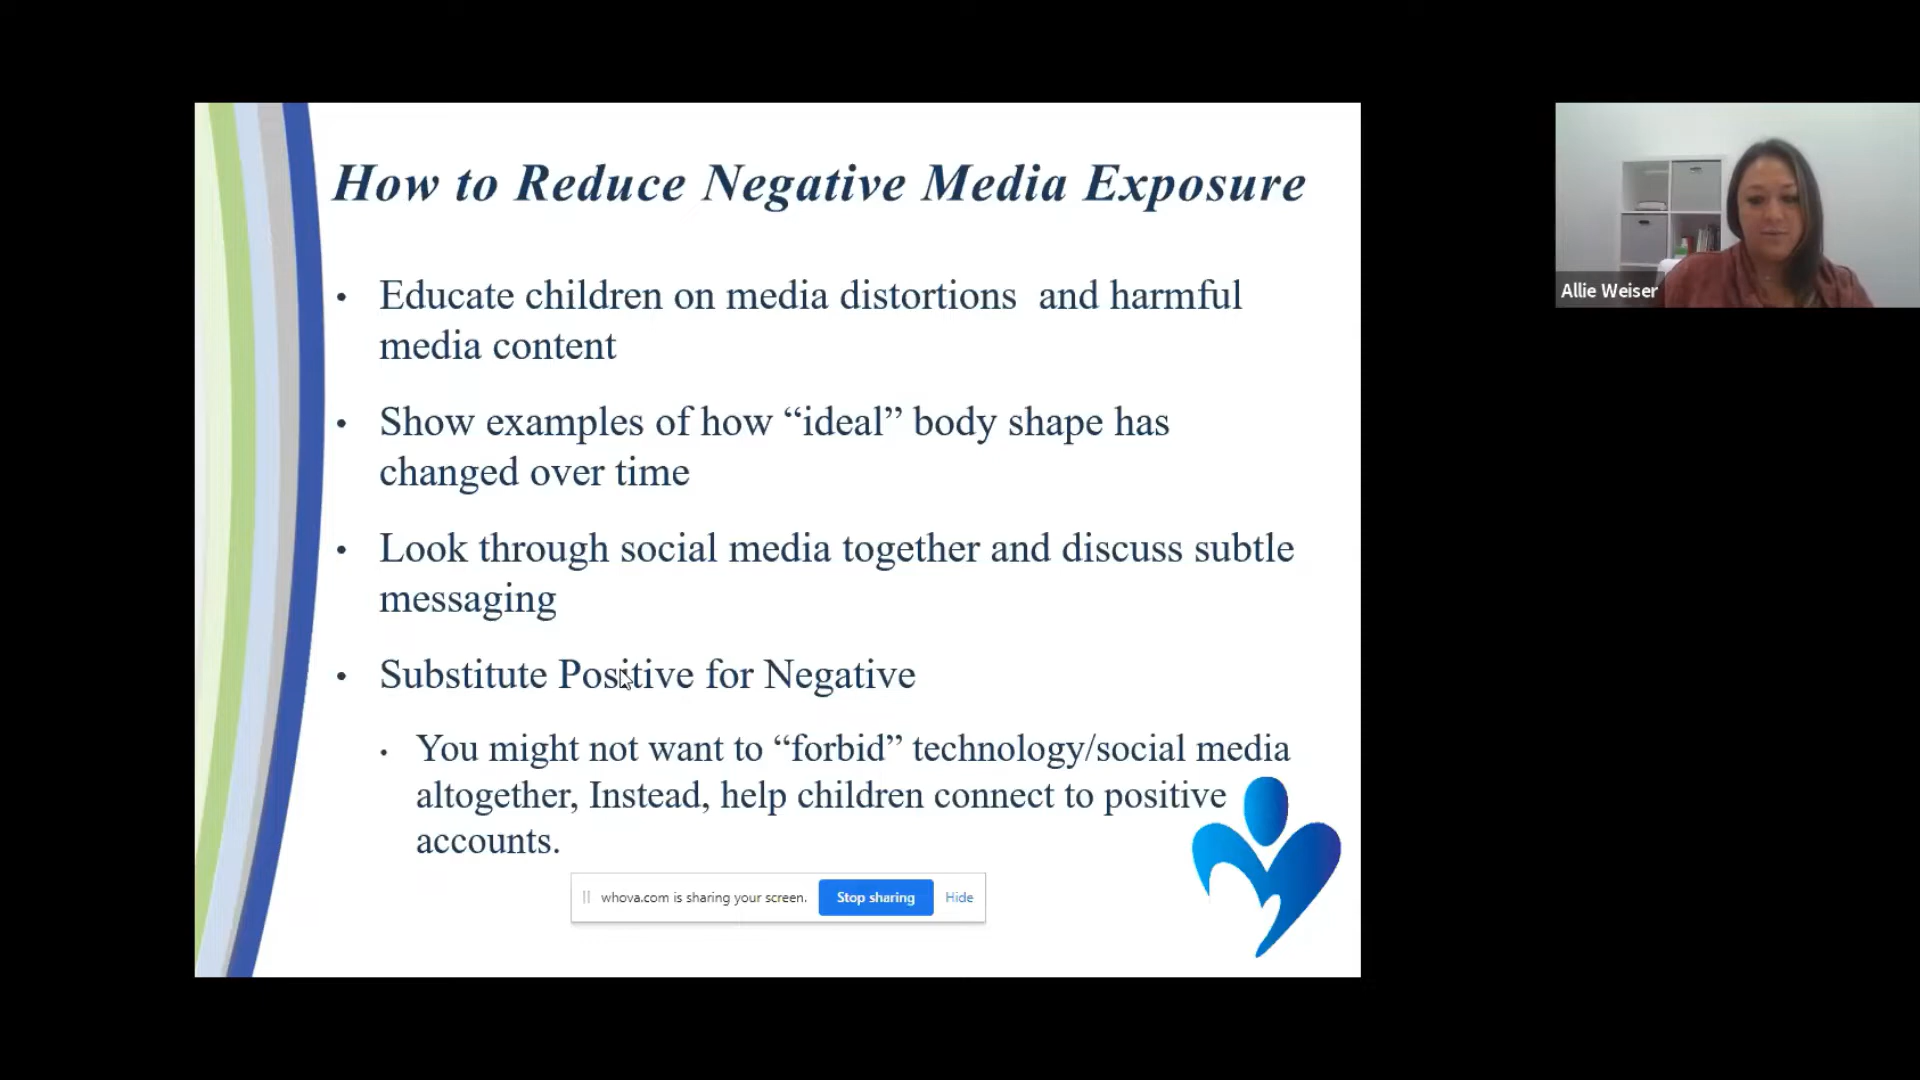 How to Reduce Negative Media Exposure
• Educate children on media distortions  and harmful
media content
• Show examples of how “ideal” body shape has
changed over time
• Look through social media together and discuss subtle
messaging
• Substitute Positive for Negative
• You might not want to “forbid” technology/social media
altogether, Instead, help children connect to positive
accounts.
whova.com is sharing your screen. Stop sharing Hide
Allie Weiser